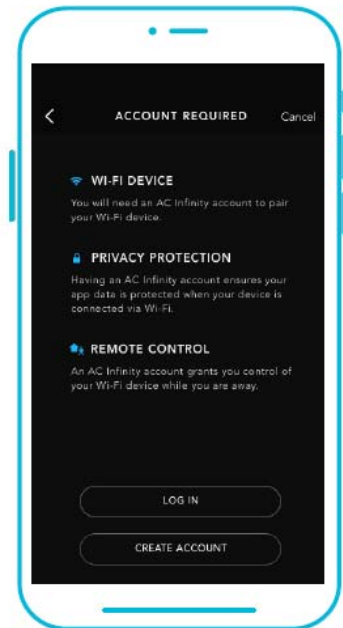 ACCOUNT REQUIRED Cancel
WI-FI DEVICE
You will need an AC Infinity account to pair
your Wi-Fi device.
PRIVACY PROTECTION
Having an AC Infinity account ensures your
app data is protected when your device is
connected via Wi-Fi.
REMOTE CONTROL
An AC Infinity account grants you control of
your Wi-Fi device while you are away.
LOG IN
CREATE ACCOUNT